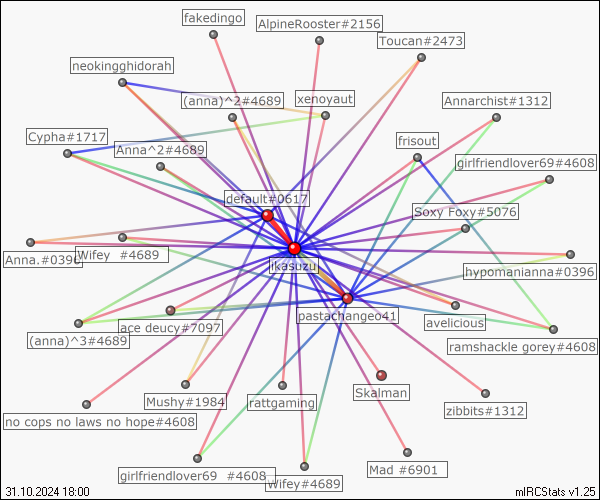 fakedingo
AlpineRooster#2156
Toucan#2473
neokingghidorah
(anna)^2#4689
xenoyaut
Annarchist#1312
Cypha#1717
Anna^2#4689
frisout
girlfriendlover69#4608
default#0617
Soxy Foxy#5076
Anna.#0396
Wifey #4689
ikasuzu
hypomanianna#0396
pastachangeo41
(anna)^3#4689
ace deucy#7097
avelicious
ramshackle gorey#4608
Skalman
Mushy#1984
rattgaming
zibbits#1312
no cops no laws no hope#4608
girlfriendlover69 #4608
Wifey#4689
Mad #6901
31.10.2024 18:00
mIRCStats v1.25